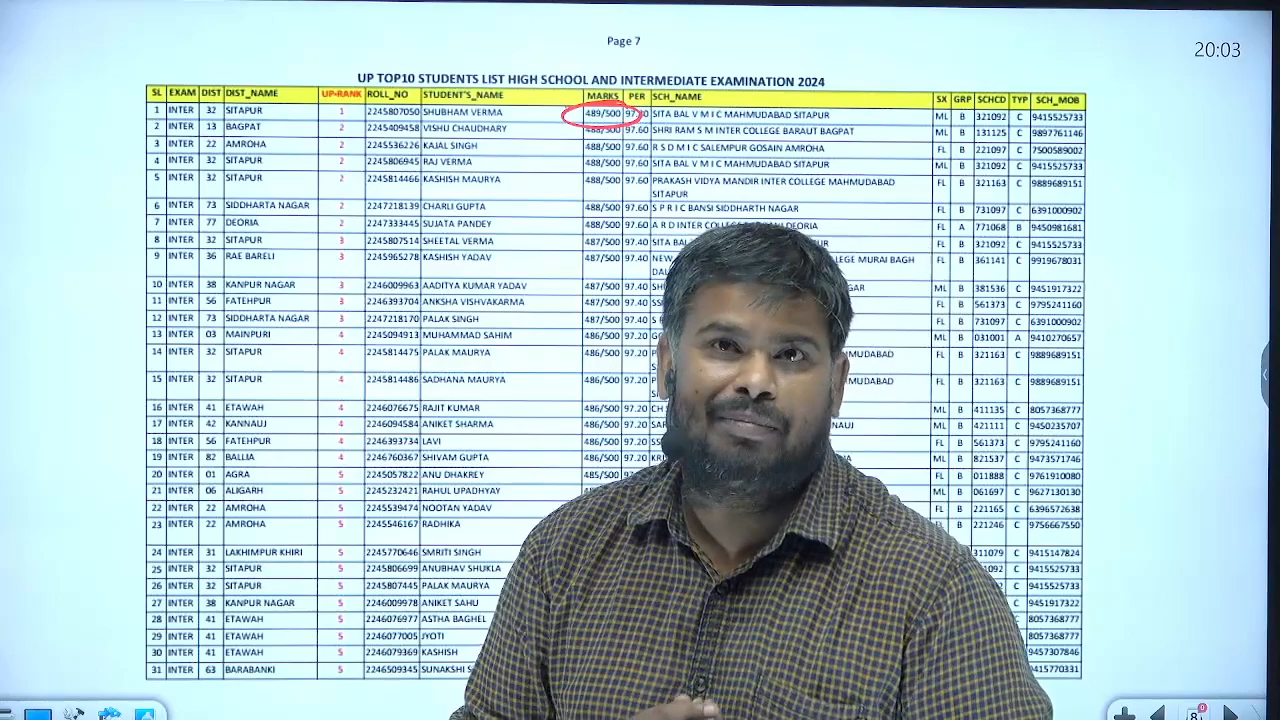 Page 7
20:03
UP TOP10 STUDENTS LIST HIGH SCHOOL AND INTERMEDIATE EXAMINATION 2024
SL EXAM DIST DIST_NAME UP-RANK ROLL_NO STUDENT'S_NAME MARKS PER SCH_NAME SX GRP SCHCD TYP SCH_MOB
1 INTER 32 SITAPUR 1 2245807050 SHUBHAM VERMA 489/500 97. SITA BAL V M I C MAHMUDABAD SITAPUR ML B 321092 C 9415525733
2 INTER 13 BAGPAT 2 2245409458 VISHU CHAUDHARY 488/500 97.60 SHRI RAM S M INTER COLLEGE BARAUT BAGPAT ML B 131125 C 9897761146
3 INTER 22 AMROHA 2 2245536226 KAJAL SINGH 488/500 97.60 R S D M I C SALEMPUR GOSAIN AMROHA FL B 221097 C 7500589002
4 INTER 32 SITAPUR 2 2245806945 RAJ VERMA 488/500 97.60 SITA BAL V M I C MAHMUDABAD SITAPUR ML B 321092 C 9415525733
5 INTER 32 SITAPUR 2 2245814466 KASHISH MAURYA 488/500 97.60 PRAKASH VIDYA MANDIR INTER COLLEGE MAHMUDABAD FL B 321163 C 9889689151
SITAPUR
6 INTER 73 SIDDHARTA NAGAR 2 2247218139 CHARLI GUPTA 488/500 97.60 S P R I C BANSI SIDDHARTH NAGAR FL B 731097 C 6391000902
7 INTER 77 DEORIA 2 2247333445 SUJATA PANDEY 488/500 97.60 A R D INTER DEORIA FL A 771068 B 9450981681
8 INTER 32 SITAPUR 3 2245807514 SHEETAL VERMA 487/500 97.40 SITA BAL FL B 321092 C 9415525733
9 INTER 36 RAE BARELI 3 2245965278 KASHISH YADAV 487/500 97.40 NEW MURAI BAGH FL B 361141 C 9919678031
10 INTER 38 KANPUR NAGAR 3 2246009963 AADITYA KUMAR YADAV 487/500 97.40 ML B 381536 C 9451917322
11 INTER 56 FATEHPUR 3 2246393704 ANKSHA VISHVAKARMA 487/500 97.40 FL B 561373 C 9795241160
12 INTER 73 SIDDHARTA NAGAR 3 2247218170 PALAK SINGH 487/500 97.40 FL B 731097 C 6391000902
13 INTER 03 MAINPURI 4 2245094913 MUHAMMAD SAHIM 486/500 97.20 ML B 031001 A 9410270657
14 INTER 32 SITAPUR 4 2245814475 PALAK MAURYA 486/500 97.20 FL B 321163 C 9889689151
15 INTER 32 SITAPUR 4 2245814486 SADHANA MAURYA 486/500 97.20 FL B 321163 C 9889689151
16 INTER 41 ETAWAH 4 2246076675 RAJIT KUMAR 486/500 97.20 ML B 411135 C 8057368777
17 INTER 42 KANNAUJ 4 2246094584 ANIKET SHARMA 486/500 97.20 ML B 421111 C 9450235707
18 INTER 56 FATEHPUR 4 2246393734 LAVI 486/500 97.20 FL B 561373 C 9795241160
19 INTER 82 BALLIA 4 2246760367 SHIVAM GUPTA 486/500 97.20 ML B 821537 C 9473571746
20 INTER 01 AGRA 5 2245057822 ANU DHAKREY 485/500 FL B 011888 C 9761910080
21 INTER 06 ALIGARH 5 2245232421 RAHUL UPADHYAY ML B 061697 C 9627130130
22 INTER 22 AMROHA 5 2245539474 NOOTAN YADAV FL B 221165 C 6396572638
23 INTER 22 AMROHA 5 2245546167 RADHIKA B 221246 C 9756667550
24 INTER 31 LAKHIMPUR KHIRI 5 2245770646 SMRITI SINGH 311079 C 9415147824
25 INTER 32 SITAPUR 5 2245806699 ANUBHAV SHUKLA C 9415525733
26 INTER 32 SITAPUR 5 2245807445 PALAK MAURYA C 9415525733
27 INTER 38 KANPUR NAGAR 5 2246009978 ANIKET SAHU C 9451917322
28 INTER 41 ETAWAH 5 2246076977 ASTHA BAGHEL 8057368777
29 INTER 41 ETAWAH 5 2246077005 JYOTI 8057368777
30 INTER 41 ETAWAH 5 2246079369 KASHISH 9457307846
31 INTER 63 BARABANKI 5 2246509345 SUNAKSHI